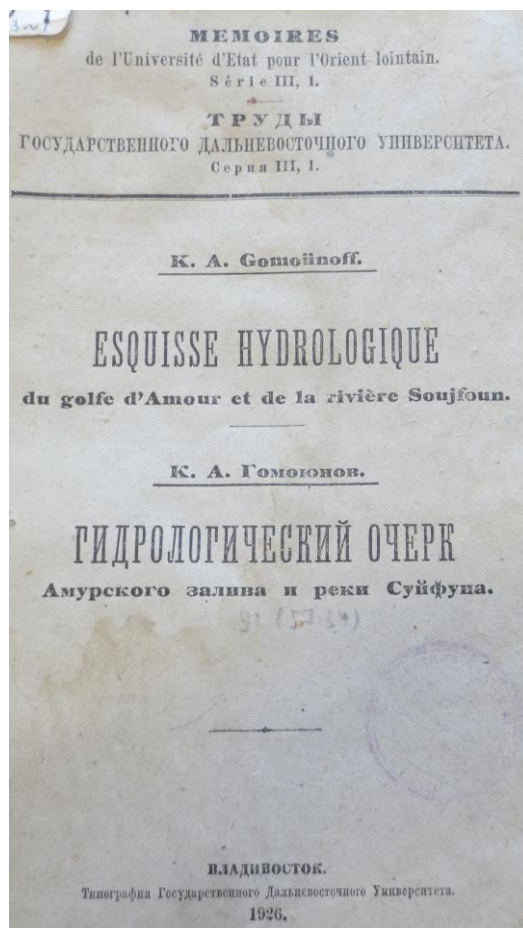 MEMOIRES
de l'Université d'Etat pour l'Orient lointain.
Série III, 1.
ТРУДЫ
ГОСУДАРСТВЕННОГО ДАЛЬНЕВОСТОЧНОГО УНИВЕРСИТЕТА.
Серия III, 1.
K. A. Gomoïunoff.
ESQUISSE HYDROLOGIQUE
du golfe d'Amour et de la rivière Soujfoun.
К. А. Гомоюнов.
ГИДРОЛОГИЧЕСКИЙ ОЧЕРК
Амурского залива и реки Суйфуна.
ВЛАДИВОСТОК.
Типография Государственного Дальневосточного Университета.
1926.